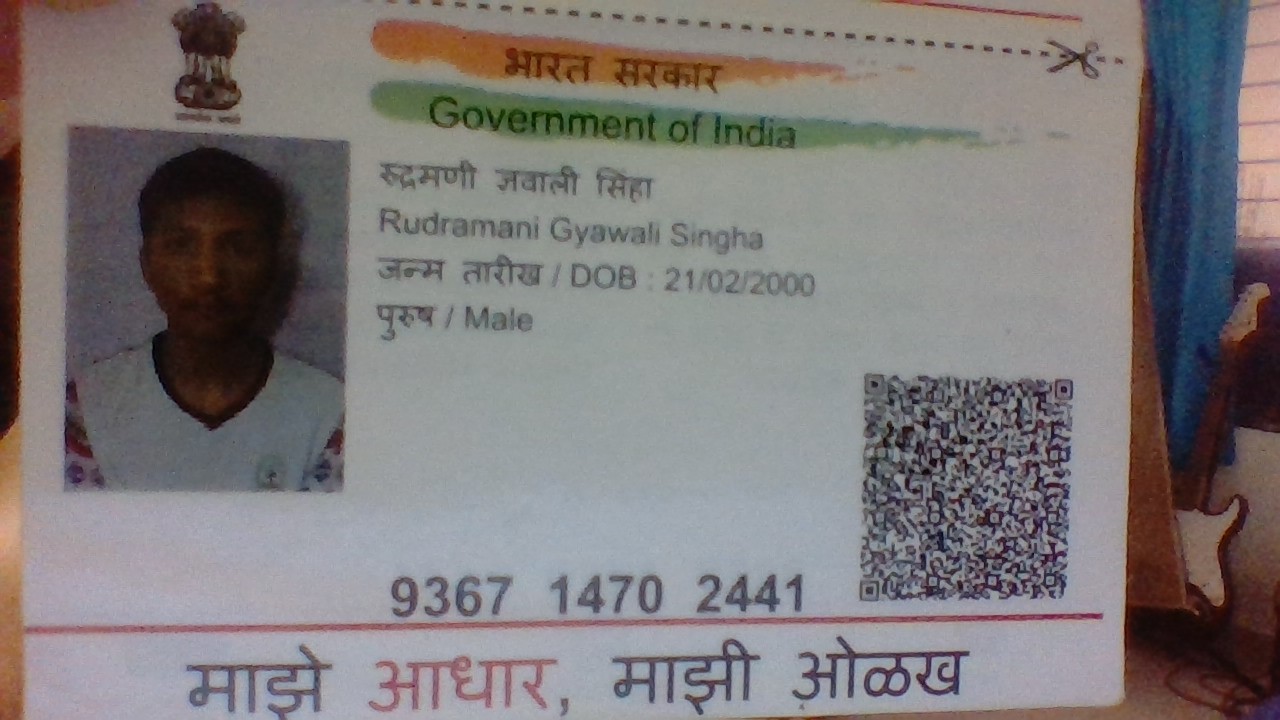 भारत सरकार
Government of India
रुद्रमणी ज्ञवाली सिंहा
Rudramani Gyawali Singha
जन्म तारीख / DOB : 21/02/2000
पुरुष / Male
9367 1470 2441
माझे आधार, माझी ओळख